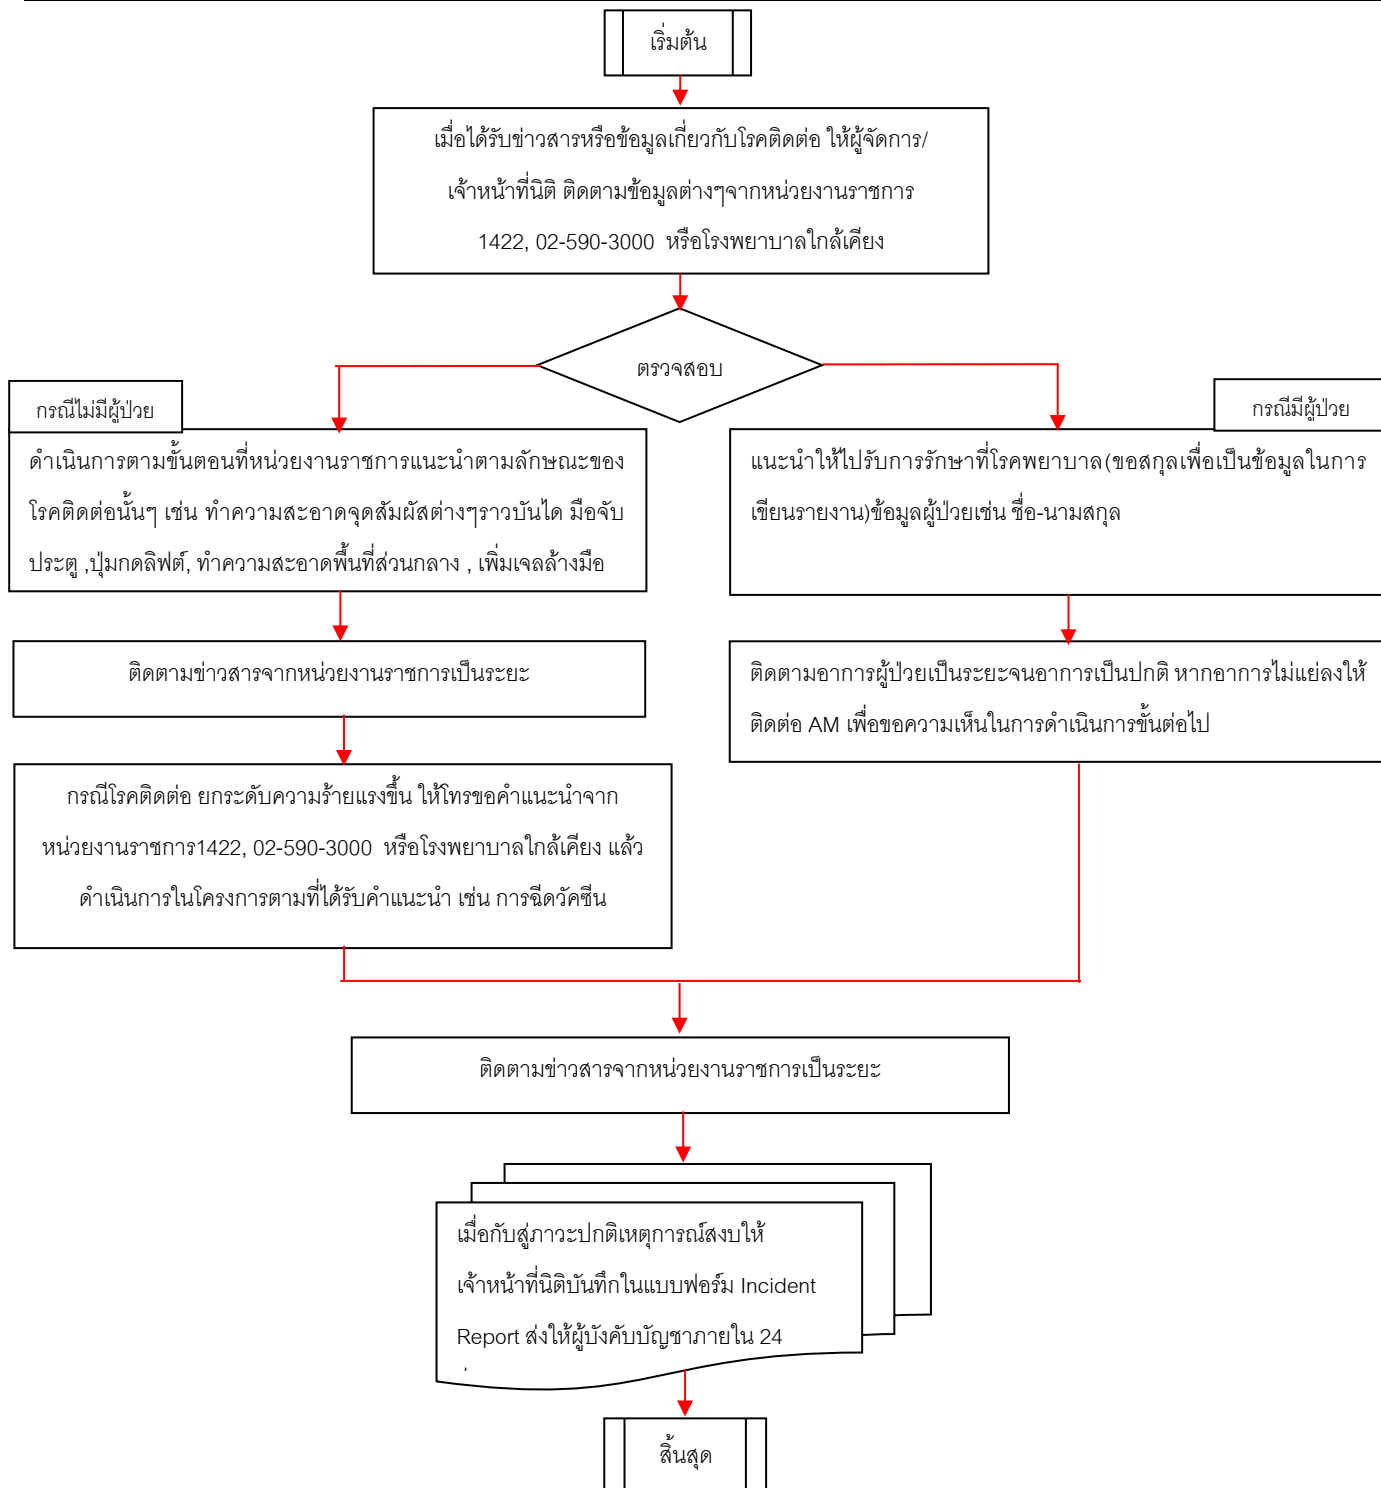 เริ่มต้น
เมื่อได้รับข่าวสารหรือข้อมูลเกี่ยวกับโรคติดต่อ ให้ผู้จัดการ/
เจ้าหน้าที่นิติ ติดตามข้อมูลต่างๆจากหน่วยงานราชการ
1422, 02-590-3000 หรือโรงพยาบาลใกล้เคียง
ตรวจสอบ
กรณีไม่มีผู้ป่วย
ดำเนินการตามขั้นตอนที่หน่วยงานราชการแนะนำตามลักษณะของ
โรคติดต่อนั้นๆ เช่น ทำความสะอาดจุดสัมผัสต่างๆราวบันได มือจับ
ประตู ,ปุ่มกดลิฟต์, ทำความสะอาดพื้นที่ส่วนกลาง , เพิ่มเจลล้างมือ
ติดตามข่าวสารจากหน่วยงานราชการเป็นระยะ
กรณีโรคติดต่อ ยกระดับความร้ายแรงขึ้น ให้โทรขอคำแนะนำจาก
หน่วยงานราชการ1422, 02-590-3000 หรือโรงพยาบาลใกล้เคียง แล้ว
ดำเนินการในโครงการตามที่ได้รับคำแนะนำ เช่น การฉีดวัคซีน
กรณีมีผู้ป่วย
แนะนำให้ไปรับการรักษาที่โรคพยาบาล(ขอสกุลเพื่อเป็นข้อมูลในการ
เขียนรายงาน)ข้อมูลผู้ป่วยเช่น ชื่อ-นามสกุล
ติดตามอาการผู้ป่วยเป็นระยะจนอาการเป็นปกติ หากอาการไม่แย่ลงให้
ติดต่อ AM เพื่อขอความเห็นในการดำเนินการขั้นต่อไป
ติดตามข่าวสารจากหน่วยงานราชการเป็นระยะ
เมื่อกับสู่ภาวะปกติเหตุการณ์สงบให้
เจ้าหน้าที่นิติบันทึกในแบบฟอร์ม Incident
Report ส่งให้ผู้บังคับบัญชาภายใน 24
สิ้นสุด